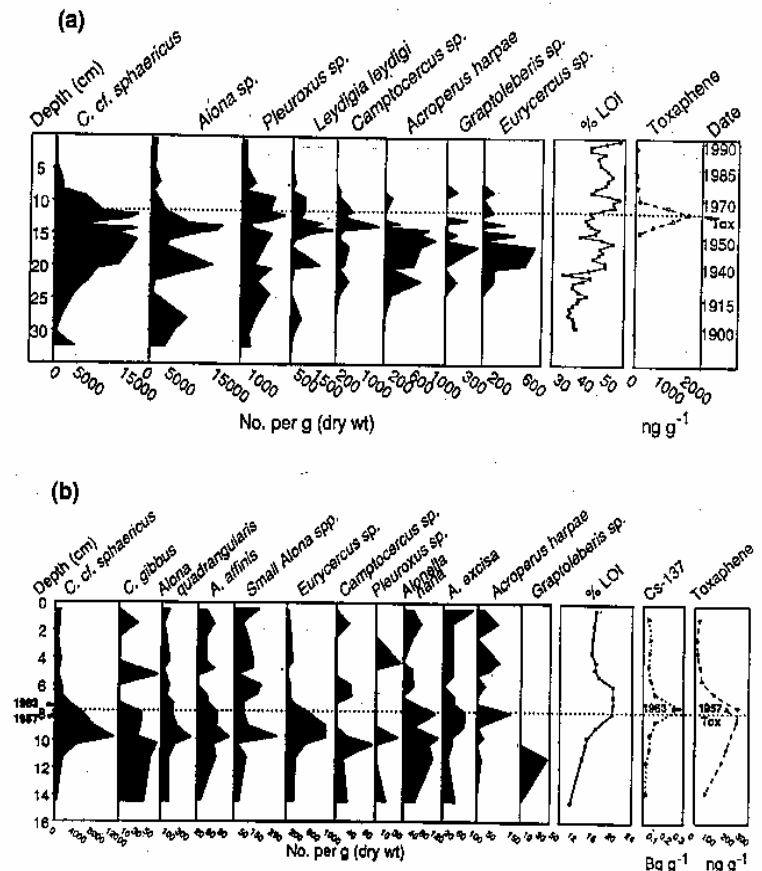 (a)
Depth (cm)
C. cf. sphaericus
Alona sp.
Pleuroxus sp.
Leydigia leydigi
Camptocercus sp.
Acroperus harpae
Graptoleberis sp.
Eurycercus sp.
% LOI
Toxaphene
Date
5
10
15
20
25
30
1990
1985
1970
Tox
1950
1940
1915
1900
0 5000 15000 0 5000 15000 1000 500 1500 200 1000 200 1000 300 200 600 30 40 50 0 1000 2000
No. per g (dry wt)
ng g⁻¹
(b)
Depth (cm)
C. cf. sphaericus
C. gibbus
Alona quadrangularis
A. affinis
Small Alona spp.
Eurycercus sp.
Camptocercus sp.
Pleuroxus sp.
Alonella nana
A. excisa
Acroperus harpae
Graptoleberis sp.
% LOI
Cs-137
Toxaphene
0
2
4
6
1963
8
1957
10
12
14
16
1963
1957
Tox
0 4000 8000 1200
No. per g (dry wt)
Bq g⁻¹
ng g⁻¹